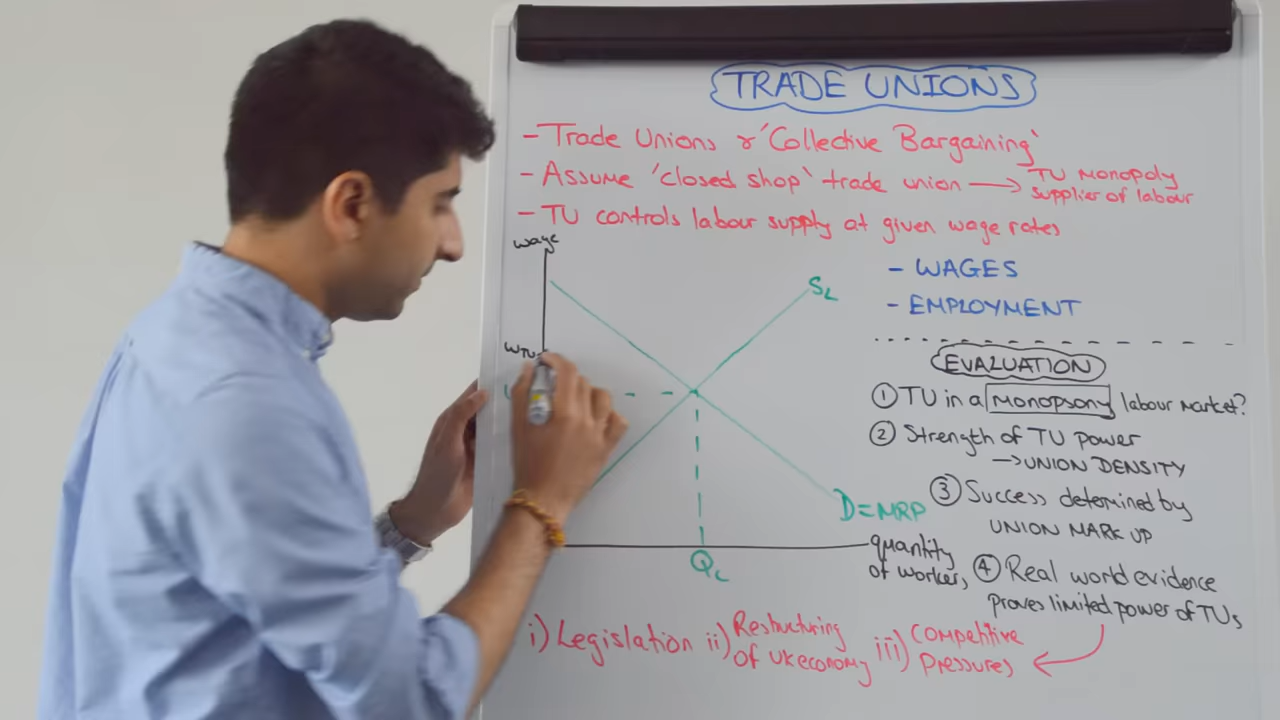 TRADE UNIONS
- Trade Unions & 'Collective Bargaining'
- Assume 'closed shop' trade union → TU MONOPOLY
supplier of labour
- TU controls labour supply at given wage rates
wage
- WAGES
SL
- EMPLOYMENT
WTU
EVALUATION
① TU in a monopsony labour market?
② Strength of TU power
→ UNION DENSITY
③ Success determined by
UNION MARK UP
D=MRP
quantity
of workers
QL
④ Real world evidence
proves limited power of TUs
i) Legislation ii) Restructuring
of UK economy iii) Competitive
pressures